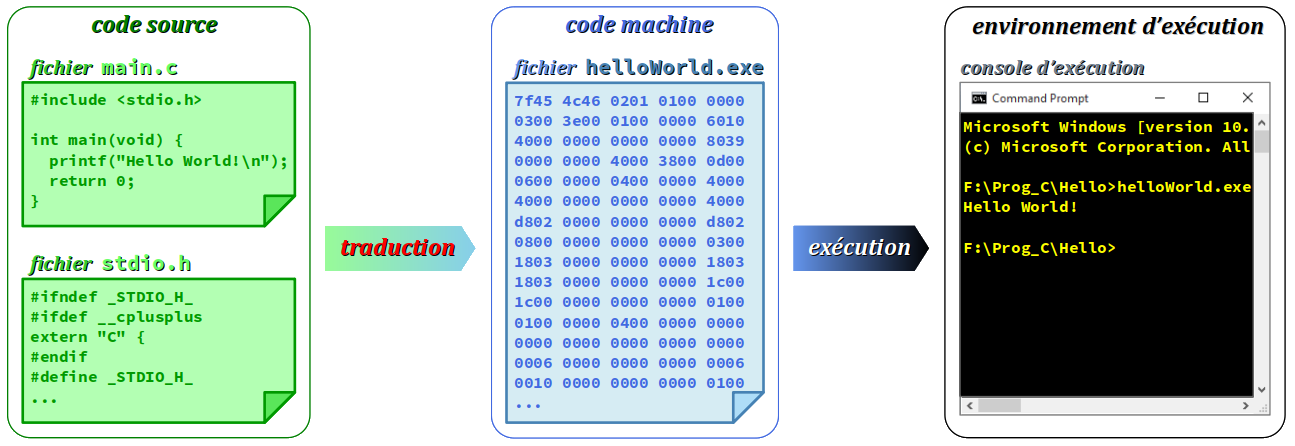 code source
fichier main.c
#include <stdio.h>
int main(void) {
printf("Hello World!\n");
return 0;
}
fichier stdio.h
#ifndef _STDIO_H_
#ifdef __cplusplus
extern "C" {
#endif
#define _STDIO_H_
...
traduction
code machine
fichier helloWorld.exe
7f45 4c46 0201 0100 0000
0300 3e00 0100 0000 6010
4000 0000 0000 0000 8039
0000 0000 4000 3800 0d00
0600 0000 0400 0000 4000
4000 0000 0000 0000 4000
d802 0000 0000 0000 d802
0800 0000 0000 0000 0300
1803 0000 0000 0000 1803
1803 0000 0000 0000 1c00
1c00 0000 0000 0000 0100
0100 0000 0400 0000 0000
0000 0000 0000 0000 0000
0006 0000 0000 0000 0006
0010 0000 0000 0000 0100
...
exécution
environnement d’exécution
console d’exécution
Command Prompt
Microsoft Windows [version 10.
(c) Microsoft Corporation. All
F:\Prog_C\Hello>helloWorld.exe
Hello World!
F:\Prog_C\Hello>